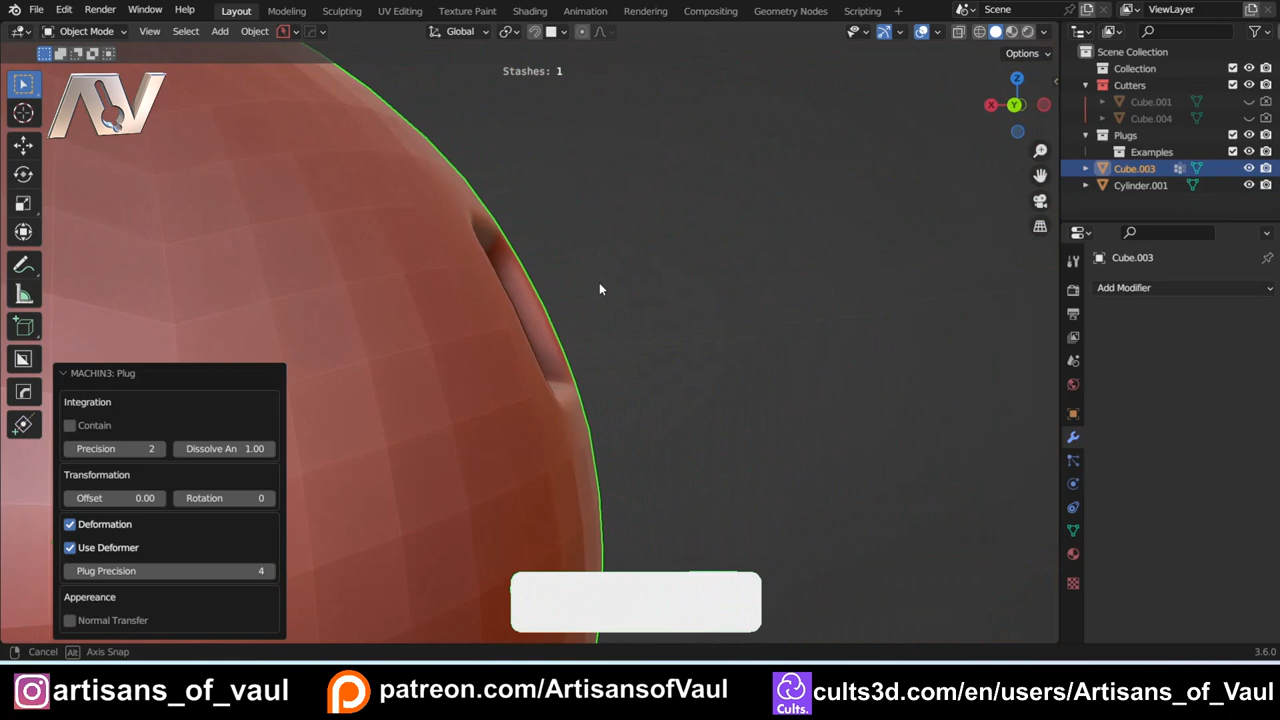 File Edit Render Window Help Layout Modeling Sculpting UV Editing Texture Paint Shading Animation Rendering Compositing Geometry Nodes Scripting + Scene ViewLayer
Object Mode View Select Add Object Global
Options
Stashes: 1
AV
Z
X
Y
Scene Collection
Collection
Cutters
Cube.001
Cube.004
Plugs
Examples
Cube.003
Cylinder.001
Cube.003
Add Modifier
MACHIN3: Plug
Integration
Contain
Precision 2 Dissolve An 1.00
Transformation
Offset 0.00 Rotation 0
Deformation
Use Deformer
Plug Precision 4
Appereance
Normal Transfer
Cancel Alt Axis Snap 3.6.0
artisans_of_vaul patreon.com/ArtisansofVaul Cults. cults3d.com/en/users/Artisans_of_Vaul